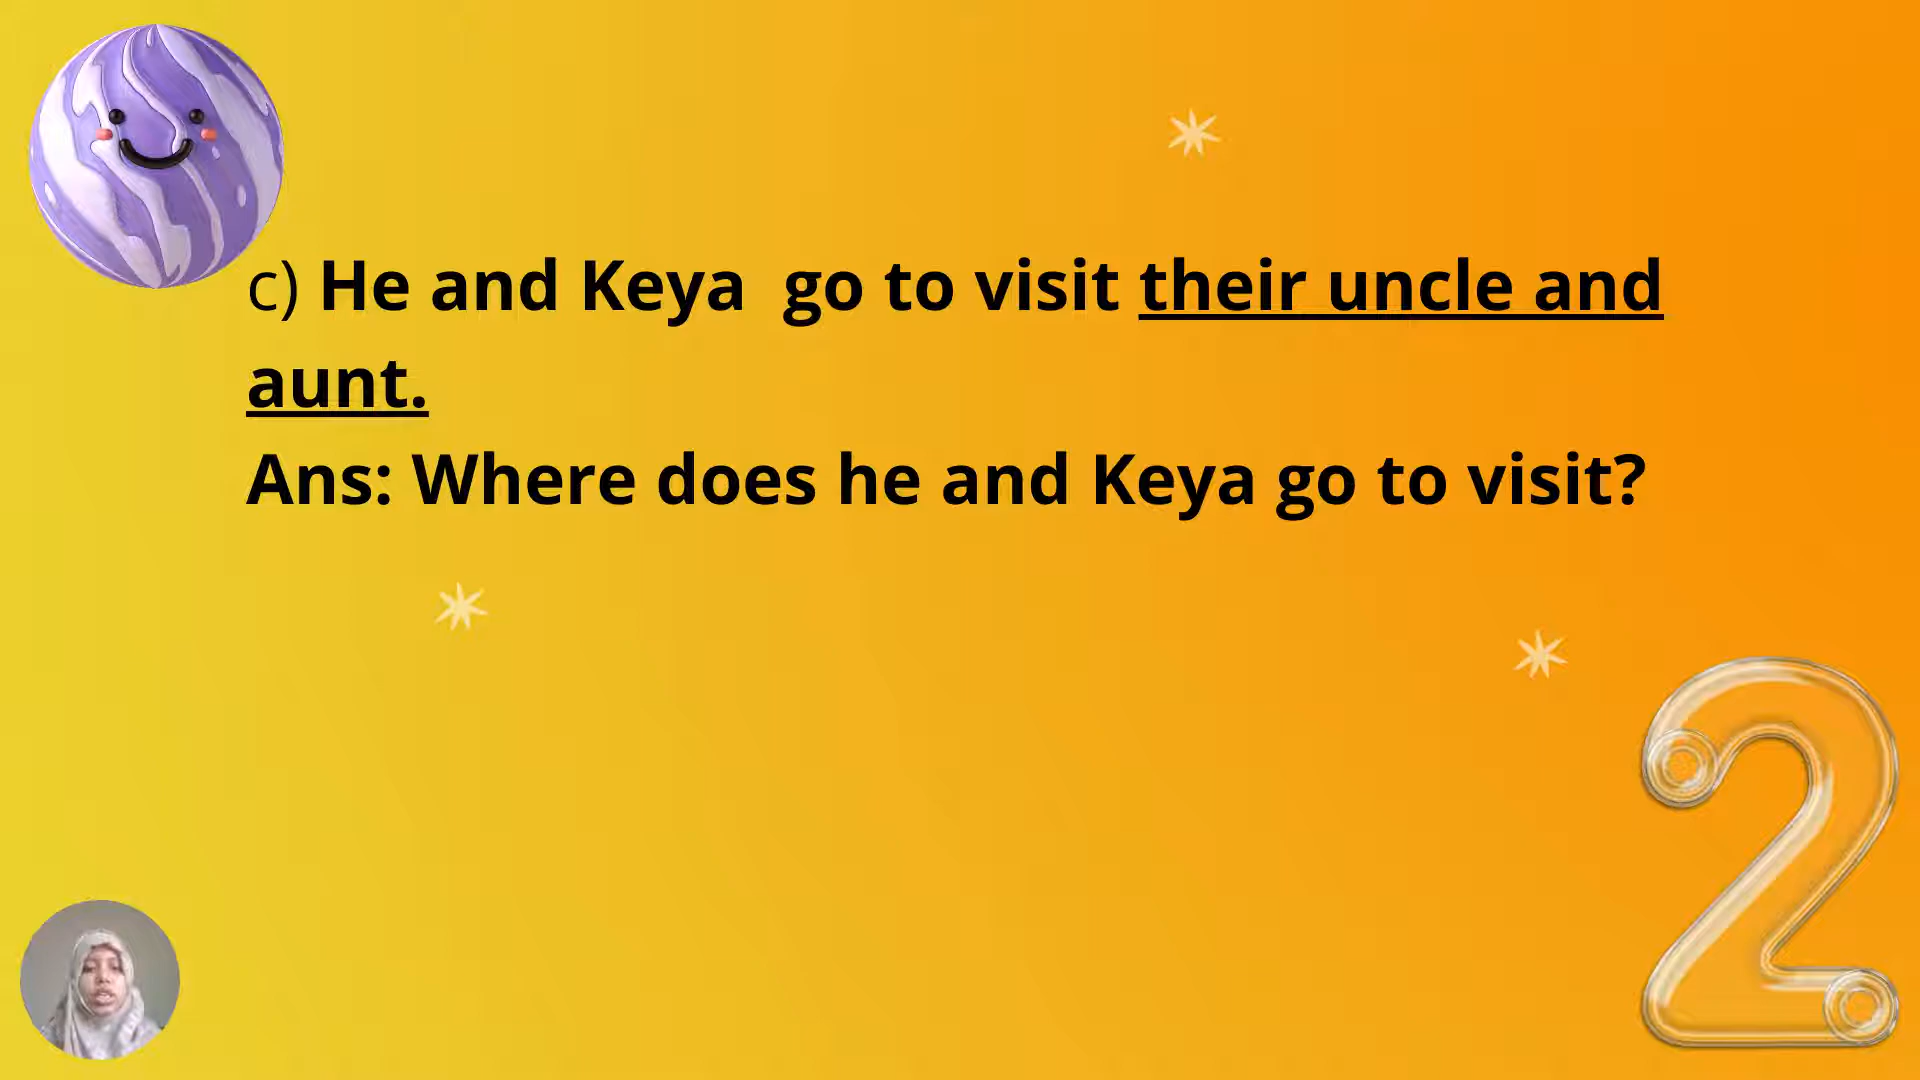 c) He and Keya  go to visit their uncle and
aunt.
Ans: Where does he and Keya go to visit?
2